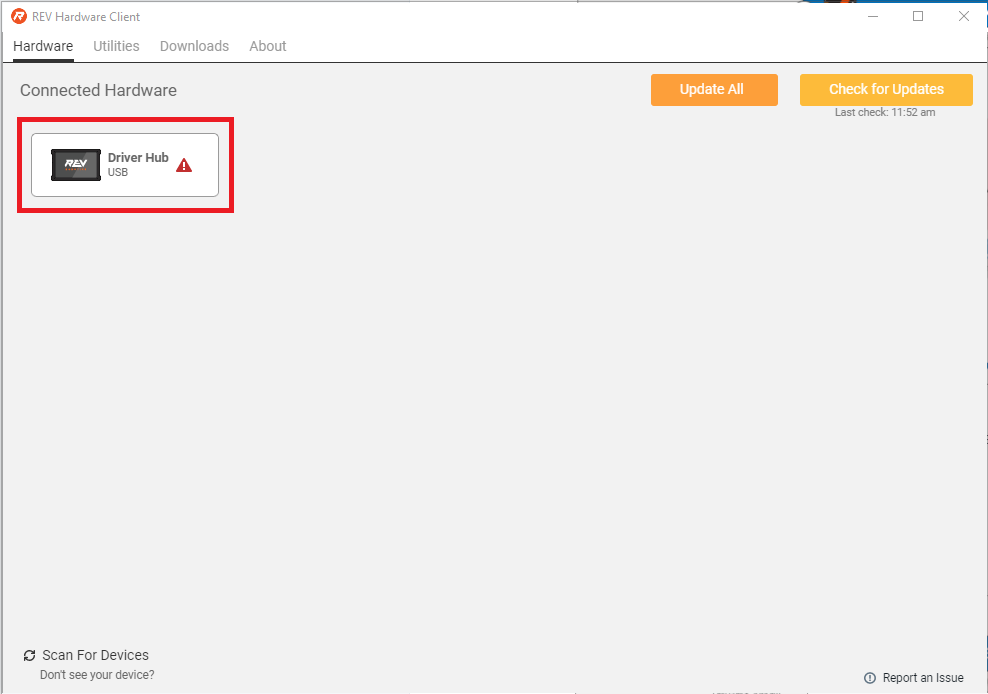 REV Hardware Client
Hardware Utilities Downloads About
Connected Hardware
Update All
Check for Updates
Last check: 11:52 am
REV
Driver Hub
USB
Scan For Devices
Don't see your device?
Report an Issue